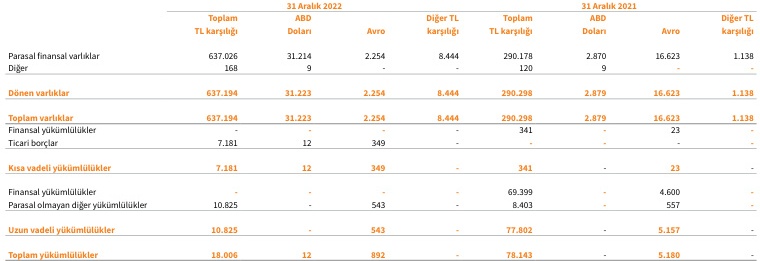 31 Aralık 2022 31 Aralık 2021
Toplam ABD Diğer TL Toplam ABD Diğer TL
TL karşılığı Doları Avro karşılığı TL karşılığı Doları Avro karşılığı
Parasal finansal varlıklar 637.026 31.214 2.254 8.444 290.178 2.870 16.623 1.138
Diğer 168 9 - - 120 9 - -
Dönen varlıklar 637.194 31.223 2.254 8.444 290.298 2.879 16.623 1.138
Toplam varlıklar 637.194 31.223 2.254 8.444 290.298 2.879 16.623 1.138
Finansal yükümlülükler - - - - 341 - 23 -
Ticari borçlar 7.181 12 349 - - - - -
Kısa vadeli yükümlülükler 7.181 12 349 - 341 - 23 -
Finansal yükümlülükler - - - - 69.399 - 4.600 -
Parasal olmayan diğer yükümlülükler 10.825 - 543 - 8.403 - 557 -
Uzun vadeli yükümlülükler 10.825 - 543 - 77.802 - 5.157 -
Toplam yükümlülükler 18.006 12 892 - 78.143 - 5.180 -